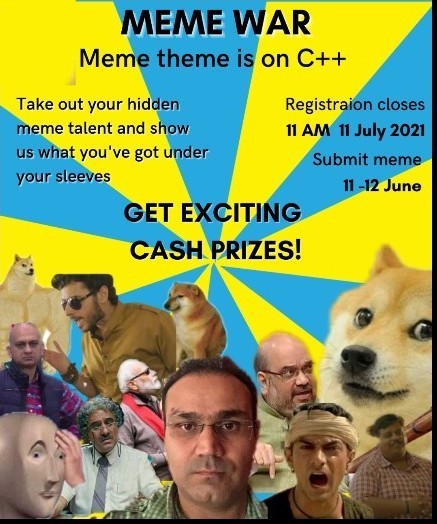 MEME WAR
Meme theme is on C++
Take out your hidden
meme talent and show
us what you've got under
your sleeves
Registraion closes
11 AM 11 July 2021
Submit meme
11 -12 June
GET EXCITING
CASH PRIZES!